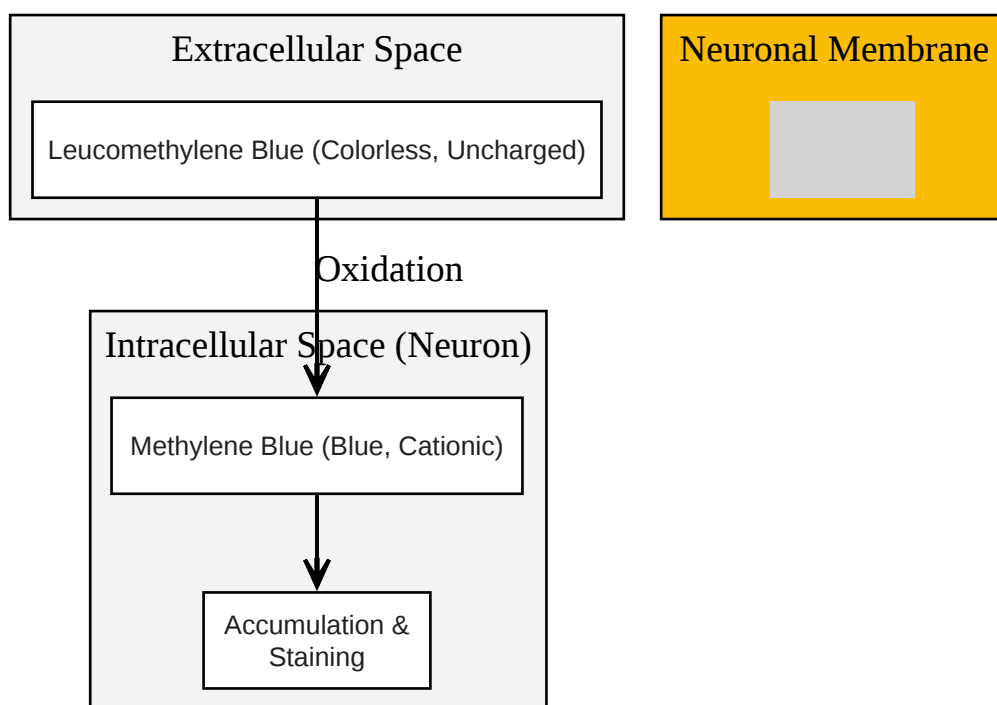 Extracellular Space
Neuronal Membrane
Leucomethylene Blue (Colorless, Uncharged)
Oxidation
Intracellular Space (Neuron)
Methylene Blue (Blue, Cationic)
Accumulation &
Staining